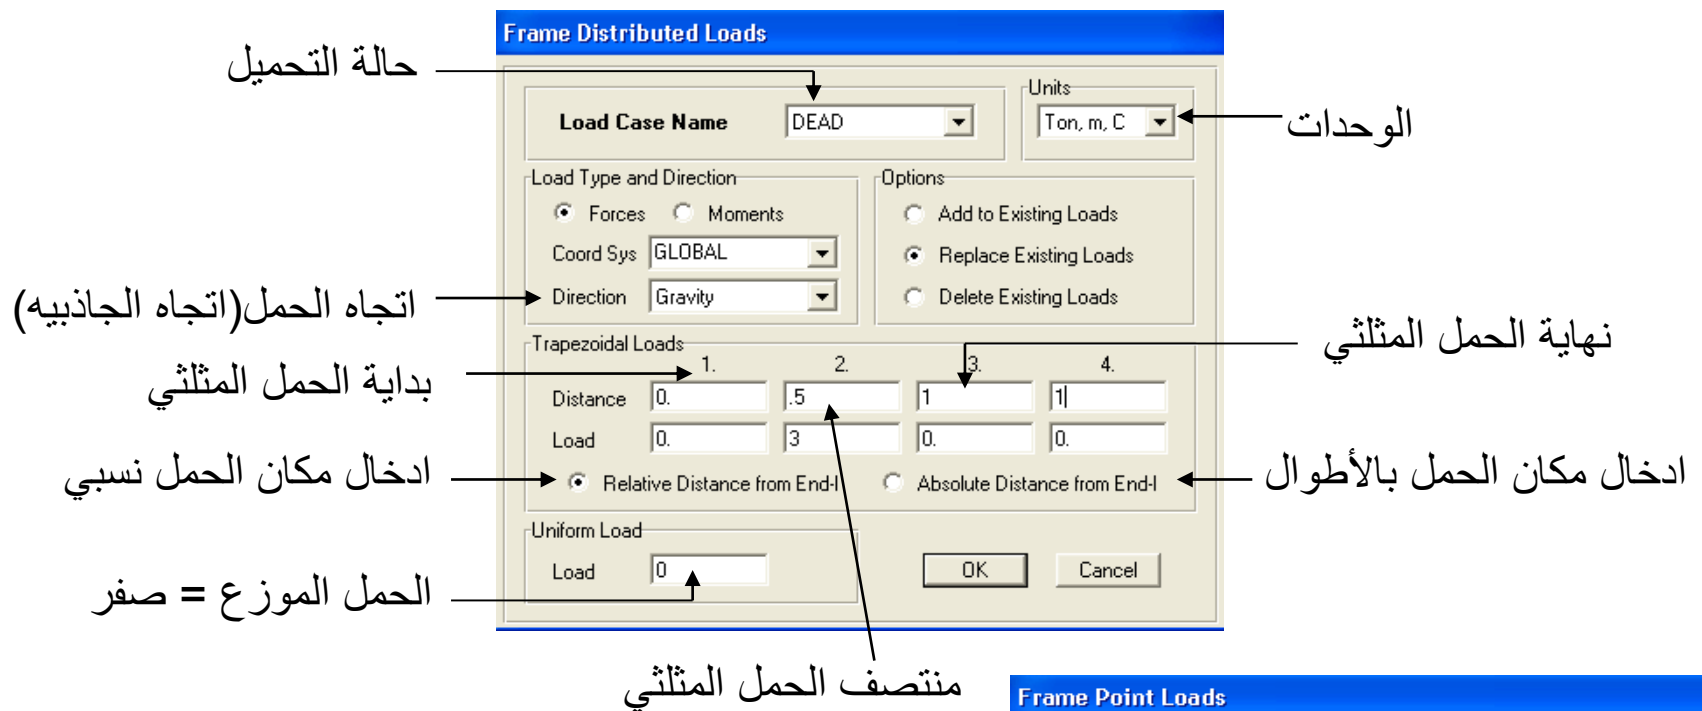 Frame Distributed Loads
حالة التحميل
Units
Load Case Name DEAD
Ton, m, C
الوحدات
Load Type and Direction
Options
Forces Moments
Add to Existing Loads
Coord Sys GLOBAL
Replace Existing Loads
Direction Gravity
Delete Existing Loads
اتجاه الحمل(اتجاه الجاذبيه)
نهاية الحمل المثلثي
Trapezoidal Loads
1. 2. 3. 4.
بداية الحمل المثلثي
Distance 0. .5 1 1
Load 0. 3 0. 0.
ادخال مكان الحمل نسبي
Relative Distance from End-I Absolute Distance from End-I
ادخال مكان الحمل بالأطوال
Uniform Load
Load 0
OK Cancel
الحمل الموزع = صفر
منتصف الحمل المثلثي
Frame Point Loads